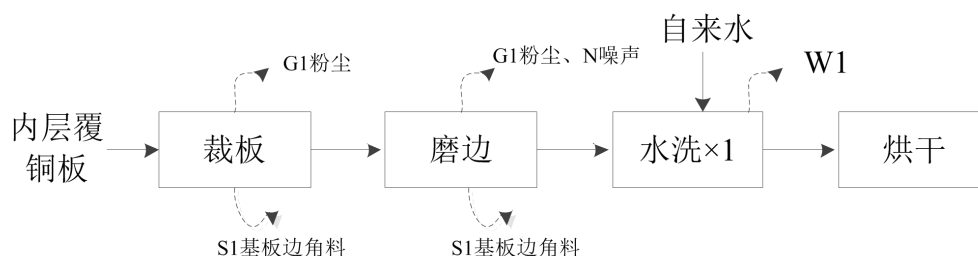 自来水
G1粉尘
G1粉尘、N噪声
W1
内层覆
铜板
裁板
磨边
水洗×1
烘干
S1基板边角料
S1基板边角料